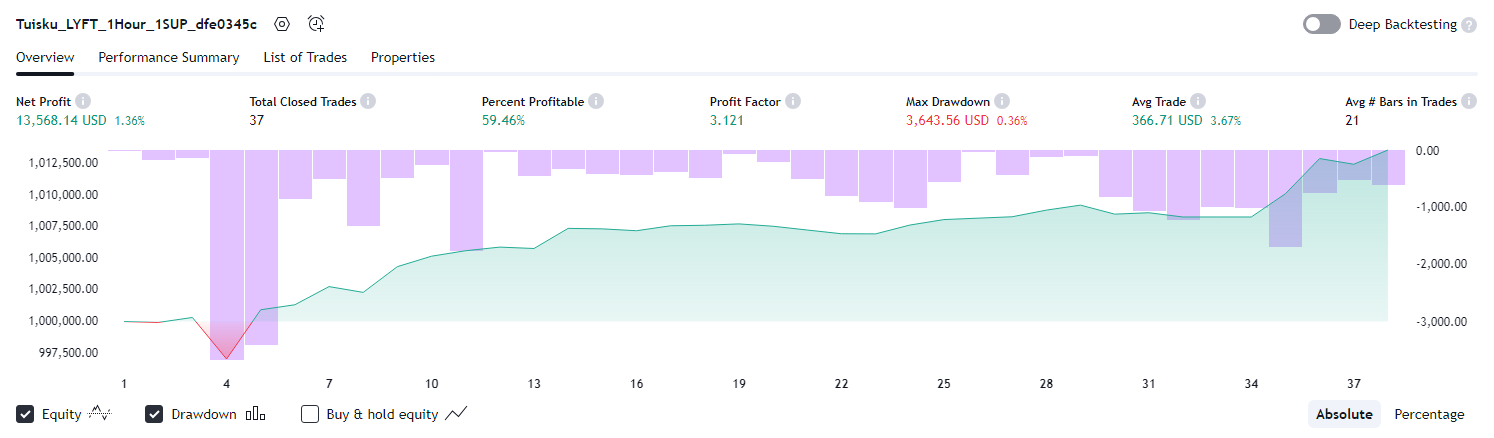 Tuisku_LYFT_1Hour_1SUP_dfe0345c
Deep Backtesting
Overview Performance Summary List of Trades Properties
Net Profit Total Closed Trades Percent Profitable Profit Factor Max Drawdown Avg Trade Avg # Bars in Trades
13,568.14 USD 1.36% 37 59.46% 3.121 3,643.56 USD 0.36% 366.71 USD 3.67% 21
1,012,500.00 0.00
1,010,000.00
1,007,500.00 -1,000.00
1,005,000.00 -2,000.00
1,002,500.00
1,000,000.00 -3,000.00
997,500.00
1 4 7 10 13 16 19 22 25 28 31 34 37
Equity Drawdown Buy & hold equity Absolute Percentage